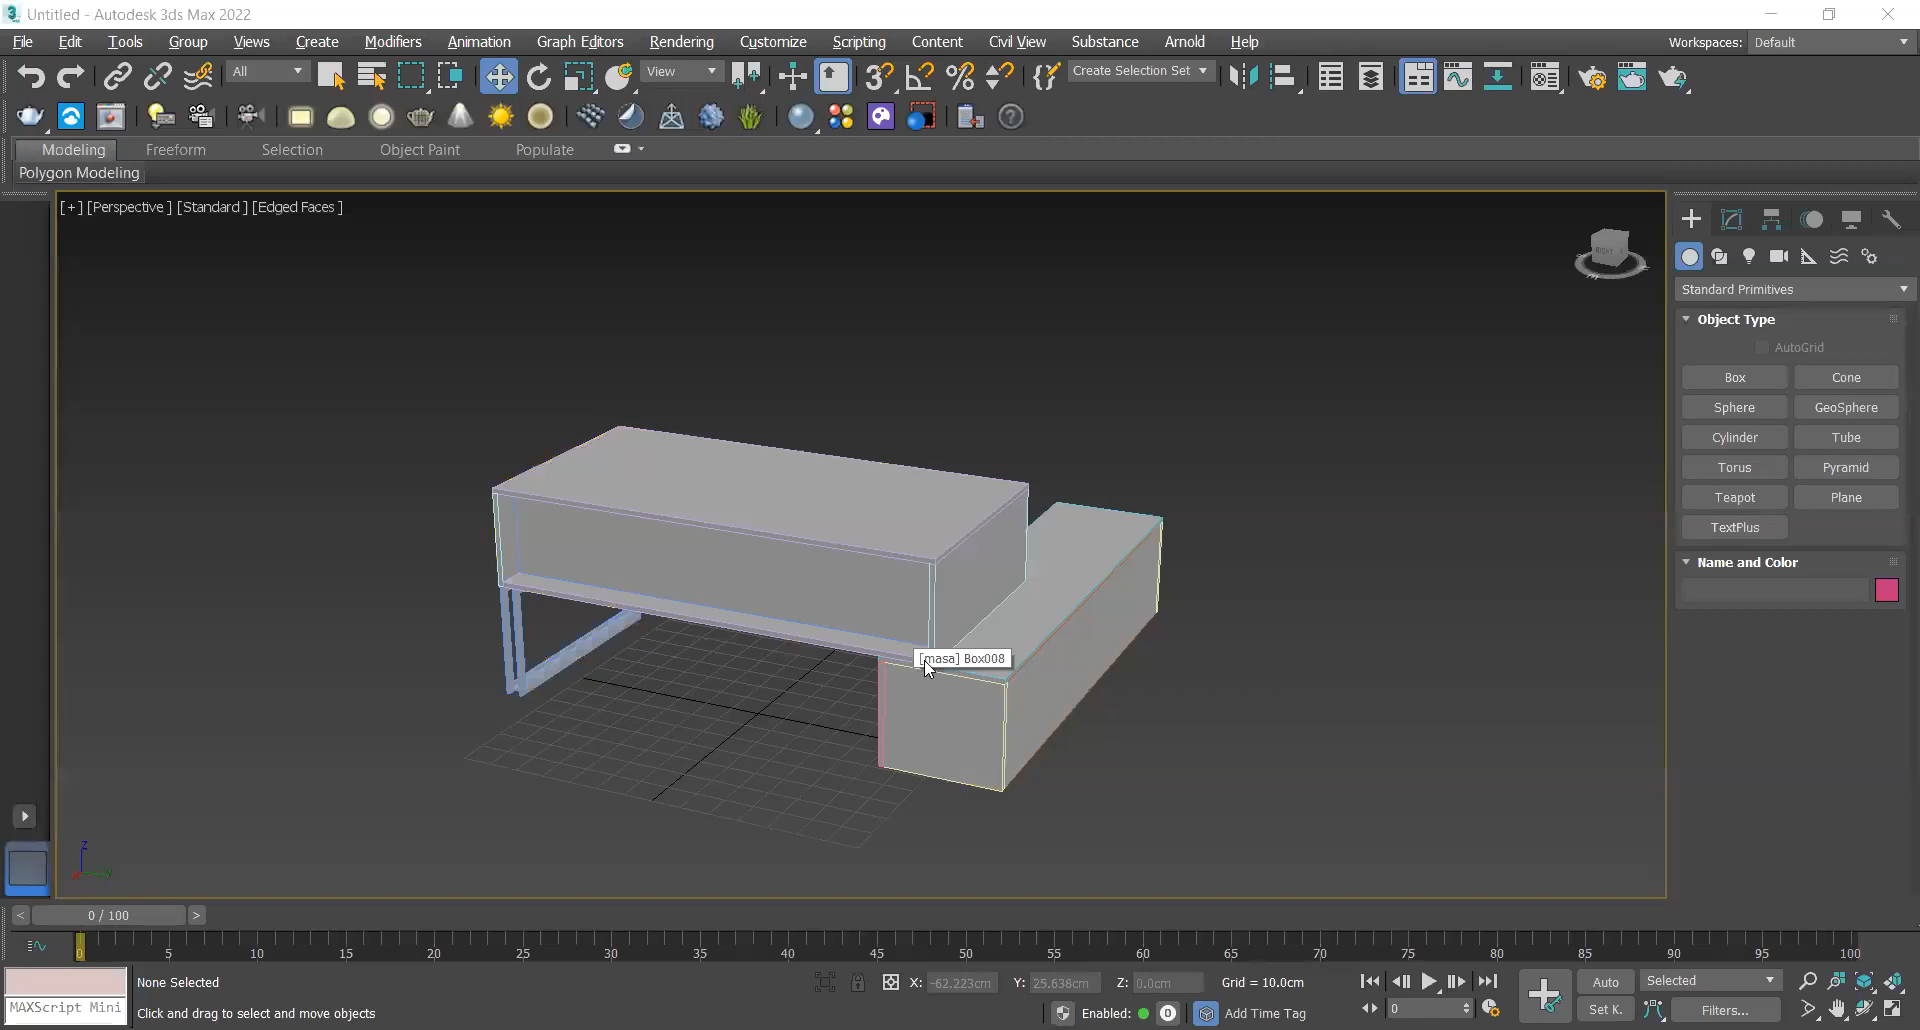 Untitled - Autodesk 3ds Max 2022
File Edit Tools Group Views Create Modifiers Animation Graph Editors Rendering Customize Scripting Content Civil View Substance Arnold Help Workspaces: Default
All View Create Selection Set
Modeling Freeform Selection Object Paint Populate
Polygon Modeling
[+] [Perspective ] [Standard ] [Edged Faces ]
Standard Primitives
Object Type
AutoGrid
Box Cone
Sphere GeoSphere
Cylinder Tube
Torus Pyramid
Teapot Plane
TextPlus
Name and Color
[masa] Box008
z
0 / 100
0 5 10 15 20 25 30 35 40 45 50 55 60 65 70 75 80 85 90 95 100
None Selected X: -62.223cm Y: 25.638cm Z: 0.0cm Grid = 10.0cm Auto Selected
MAXScript Mini Click and drag to select and move objects Enabled: 0 Add Time Tag 0 Set K. Filters...